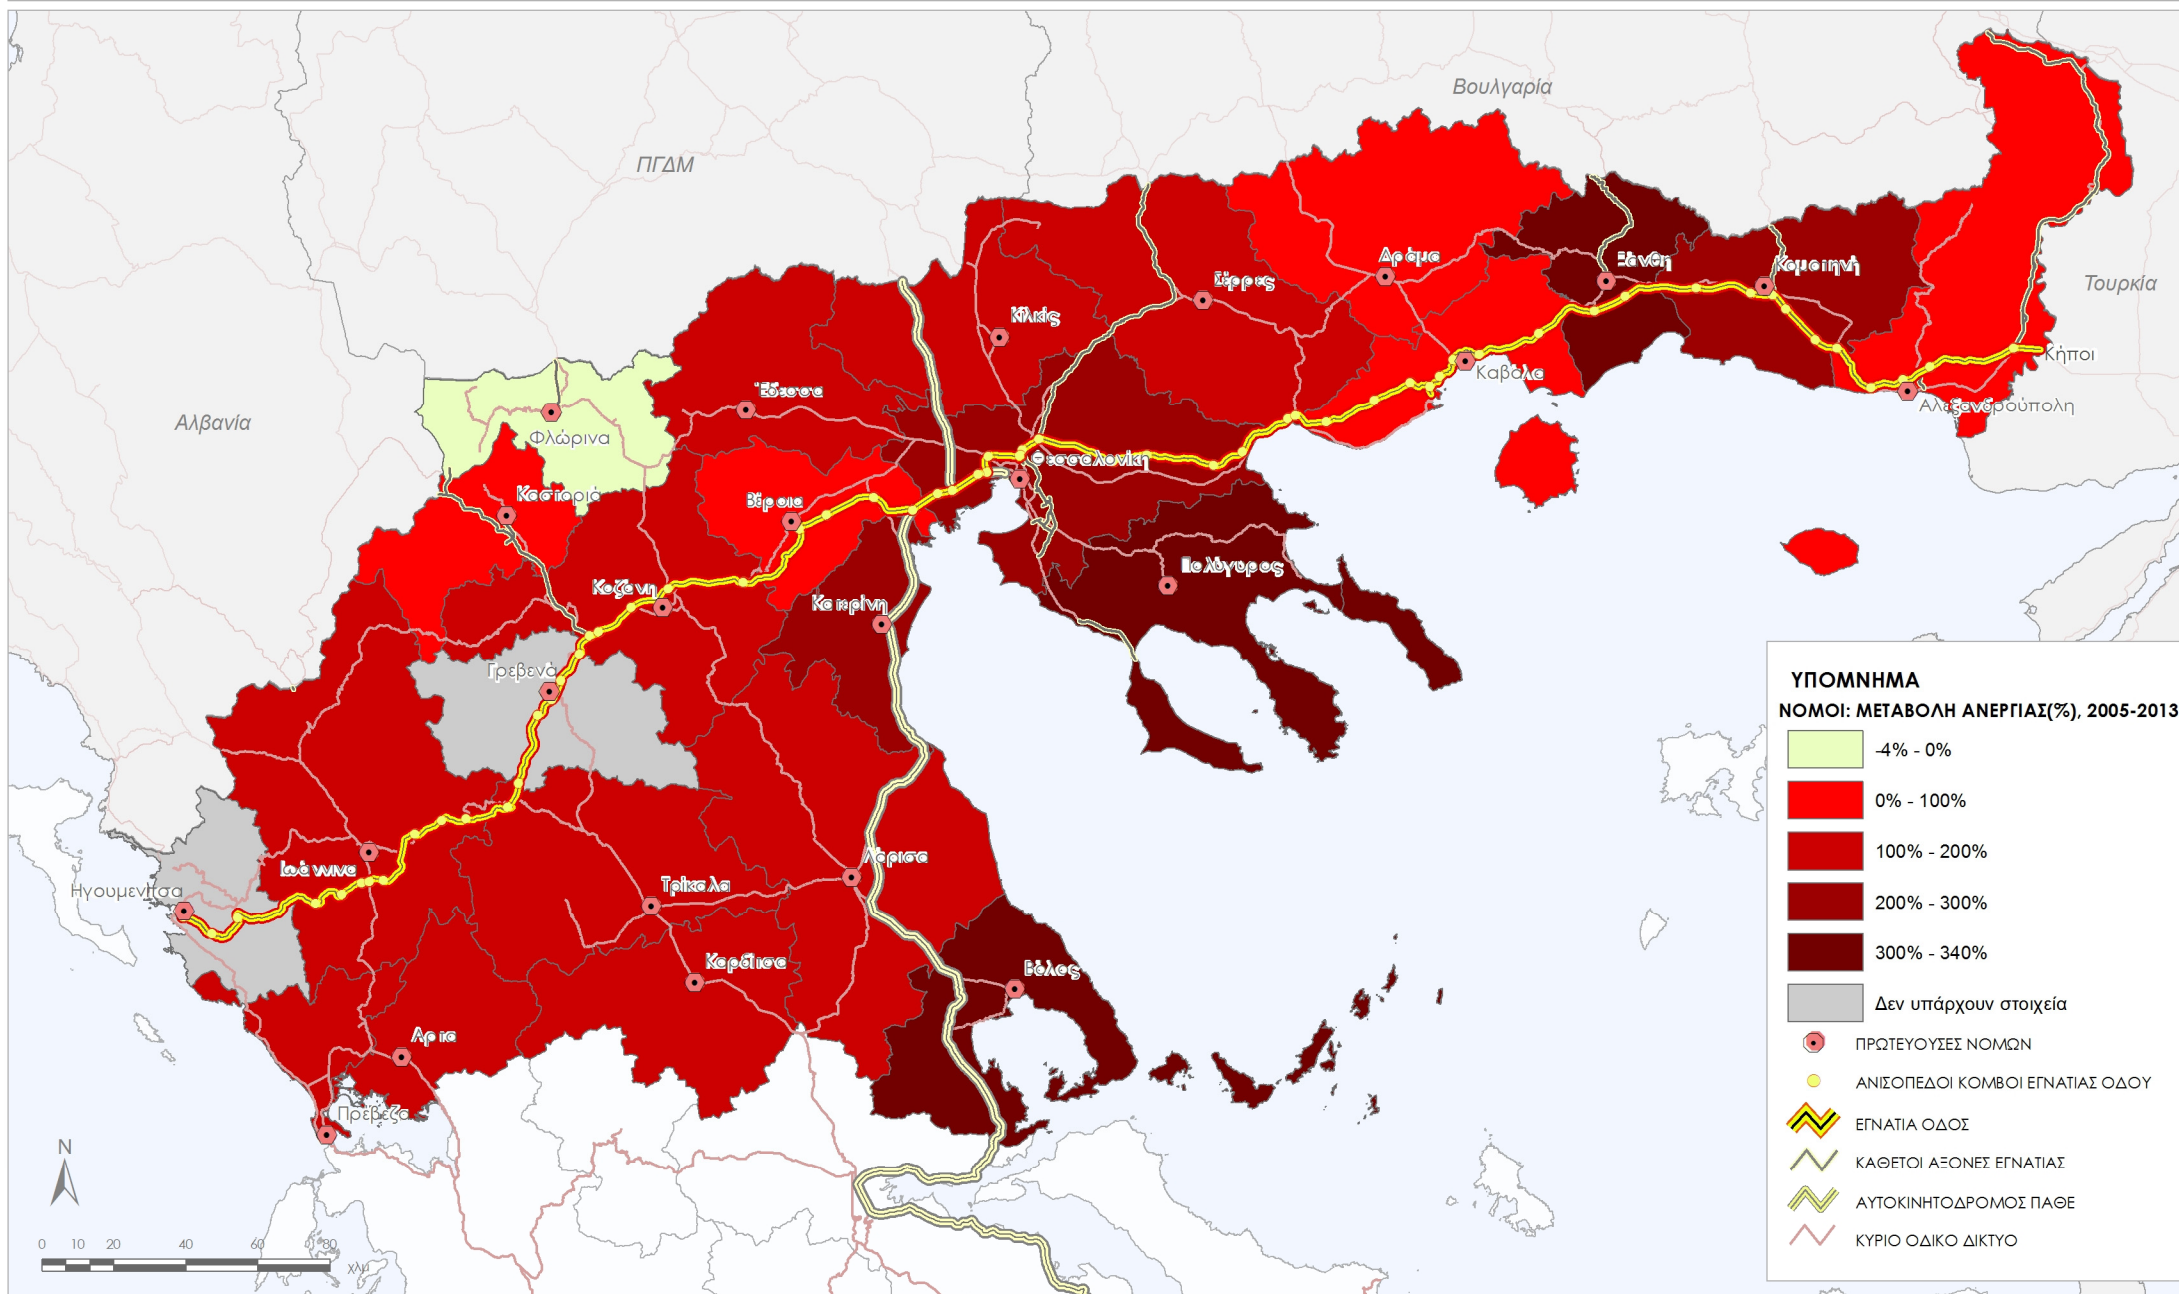 Βουλγαρία
ΠΓΔΜ
Τουρκία
Αλβανία
Δράμα
Ξάνθη
Κομοτηνή
Σέρρες
Κιλκίς
Κήποι
Καβάλα
Αλεξανδρούπολη
Έδεσσα
Φλώρινα
Θεσσαλονίκη
Καστοριά
Βέροια
Πολύγυρος
Κοζάνη
Κατερίνη
Γρεβενά
Ιωάννινα
Λάρισα
Τρίκαλα
Ηγουμενίτσα
Καρδίτσα
Βόλος
Άρτα
Πρέβεζα
N
0 10 20 40 60 80
χλμ
ΥΠΟΜΝΗΜΑ
ΝΟΜΟΙ: ΜΕΤΑΒΟΛΗ ΑΝΕΡΓΙΑΣ(%), 2005-2013
-4% - 0%
0% - 100%
100% - 200%
200% - 300%
300% - 340%
Δεν υπάρχουν στοιχεία
ΠΡΩΤΕΥΟΥΣΕΣ ΝΟΜΩΝ
ΑΝΙΣΟΠΕΔΟΙ ΚΟΜΒΟΙ ΕΓΝΑΤΙΑΣ ΟΔΟΥ
ΕΓΝΑΤΙΑ ΟΔΟΣ
ΚΑΘΕΤΟΙ ΑΞΟΝΕΣ ΕΓΝΑΤΙΑΣ
ΑΥΤΟΚΙΝΗΤΟΔΡΟΜΟΣ ΠΑΘΕ
ΚΥΡΙΟ ΟΔΙΚΟ ΔΙΚΤΥΟ